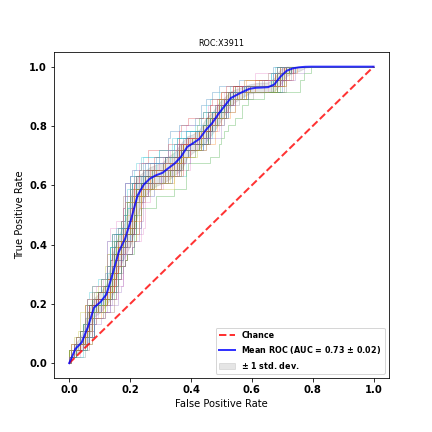 ROC:X3911
1.0
0.8
0.6
0.4
0.2
0.0
True Positive Rate
0.0 0.2 0.4 0.6 0.8 1.0
False Positive Rate
Chance
Mean ROC (AUC = 0.73 ± 0.02)
± 1 std. dev.